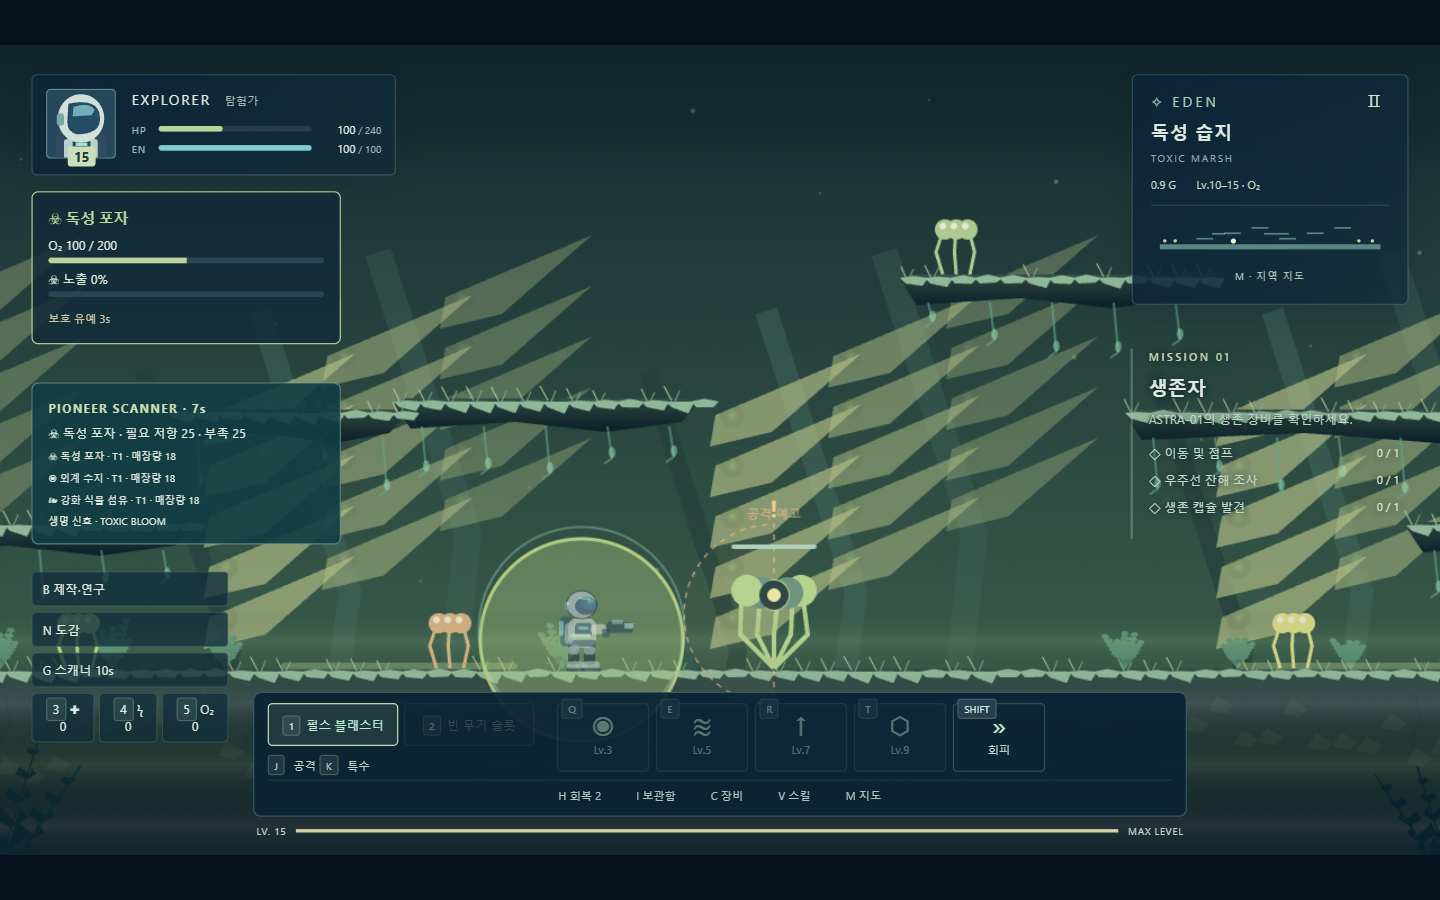 EXPLORER 탐험가
HP 100 / 240
EN 100 / 100
15
☣ 독성 포자
O₂ 100 / 200
☣ 노출 0%
보호 유예 3s
PIONEER SCANNER · 7s
☣ 독성 포자 · 필요 저항 25 · 부족 25
☣ 독성 포자 · T1 · 매장량 18
◉ 외계 수지 · T1 · 매장량 18
❧ 강화 식물 섬유 · T1 · 매장량 18
생명 신호 · TOXIC BLOOM
B 제작·연구
N 도감
G 스캐너 10s
3 ✚ 0
4 0
5 O₂ 0
✧ EDEN II
독성 습지
TOXIC MARSH
0.9 G Lv.10–15 · O₂
M · 지역 지도
MISSION 01
생존자
ASTRA-01의 생존 장비를 확인하세요.
◇ 이동 및 점프 0 / 1
◇ 우주선 잔해 조사 0 / 1
◇ 생존 캡슐 발견 0 / 1
공격 예고
!
1 펄스 블래스터
2 빈 무기 슬롯
J 공격 K 특수
Q Lv.3
E Lv.5
R Lv.7
T Lv.9
SHIFT » 회피
H 회복 2 I 보관함 C 장비 V 스킬 M 지도
LV. 15 MAX LEVEL